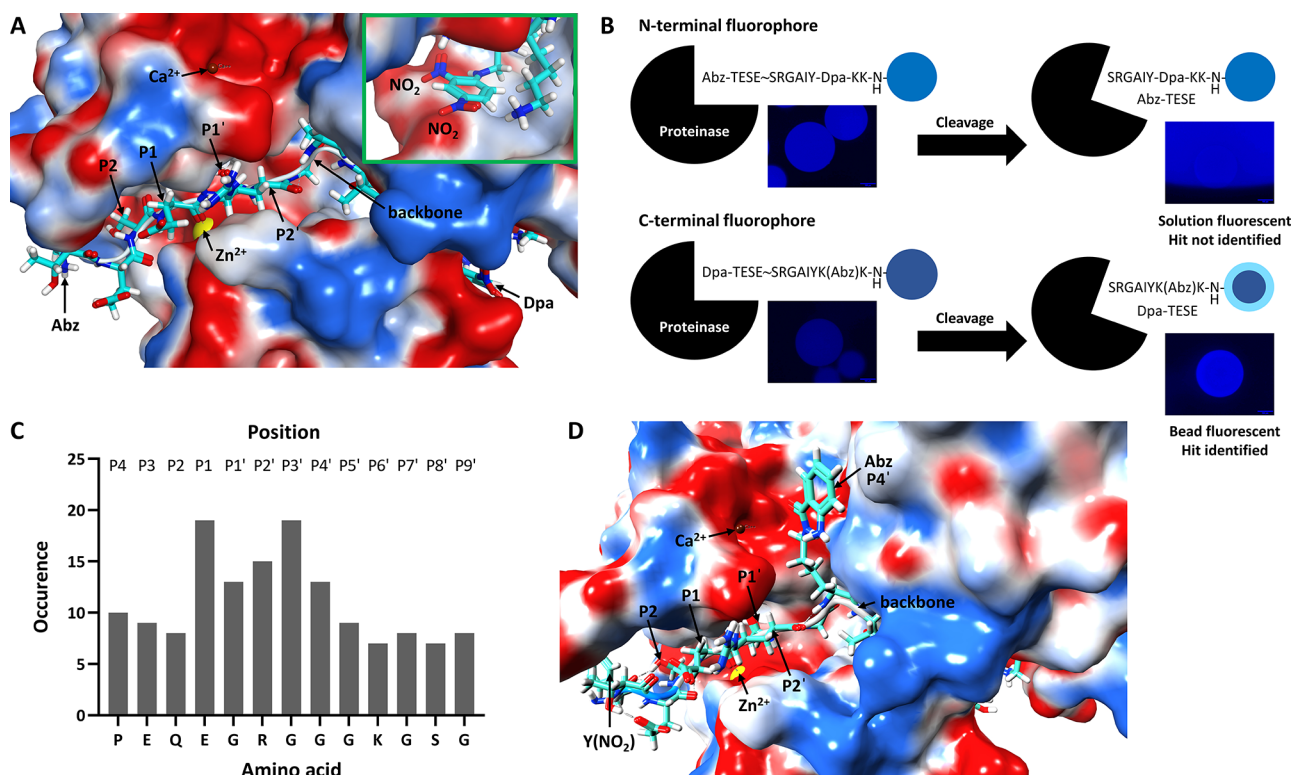 A
Ca2+
P2
P1
P1'
P2'
Zn2+
backbone
Abz
Dpa
NO2
NO2
B
N-terminal fluorophore
Proteinase
Abz-TESE~SRGAIY-Dpa-KK-N-
H
Cleavage
SRGAIY-Dpa-KK-N-
H
Abz-TESE
Solution fluorescent
Hit not identified
C-terminal fluorophore
Proteinase
Dpa-TESE~SRGAIYK(Abz)K-N-
H
Cleavage
SRGAIYK(Abz)K-N-
H
Dpa-TESE
Bead fluorescent
Hit identified
C
Position
P4 P3 P2 P1 P1' P2' P3' P4' P5' P6' P7' P8' P9'
Occurence
25
20
15
10
5
0
P E Q E G R G G G K G S G
Amino acid
D
Abz
P4'
Ca2+
P1'
P1
P2
backbone
P2'
Zn2+
Y(NO2)